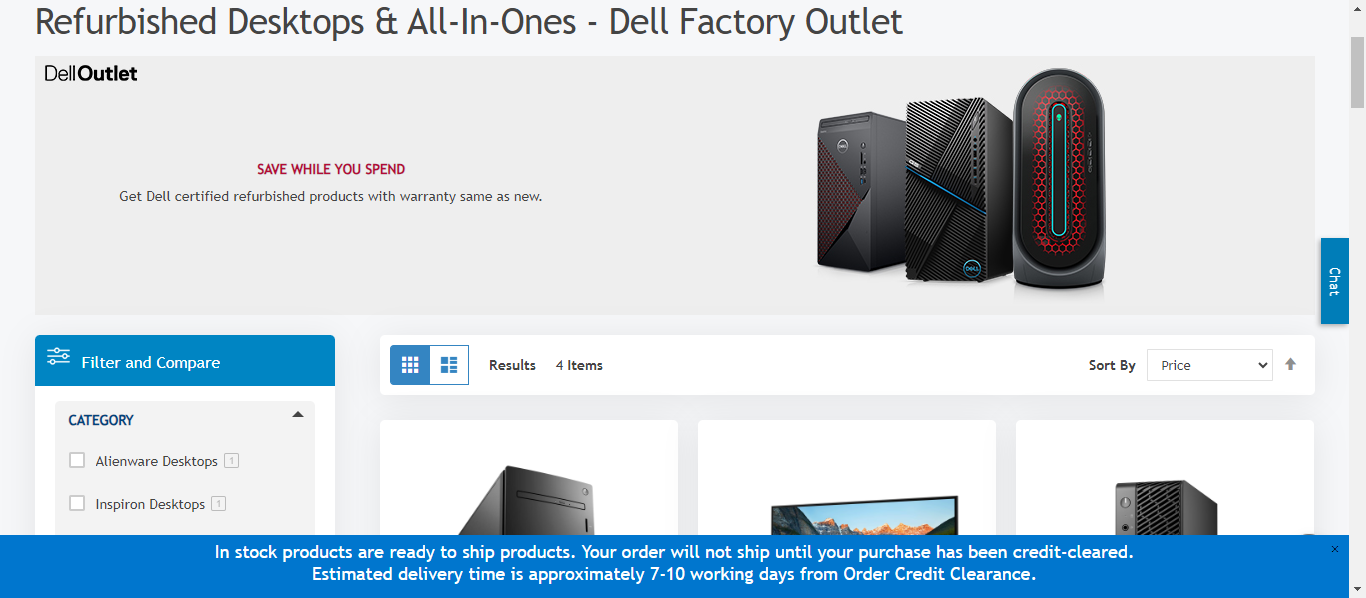 Refurbished Desktops & All-In-Ones - Dell Factory Outlet
DellOutlet
SAVE WHILE YOU SPEND
Get Dell certified refurbished products with warranty same as new.
DELL
DELL
Chat
Filter and Compare
Results 4 Items
Sort By Price
CATEGORY
Alienware Desktops 1
Inspiron Desktops 1
In stock products are ready to ship products. Your order will not ship until your purchase has been credit-cleared.
Estimated delivery time is approximately 7-10 working days from Order Credit Clearance.